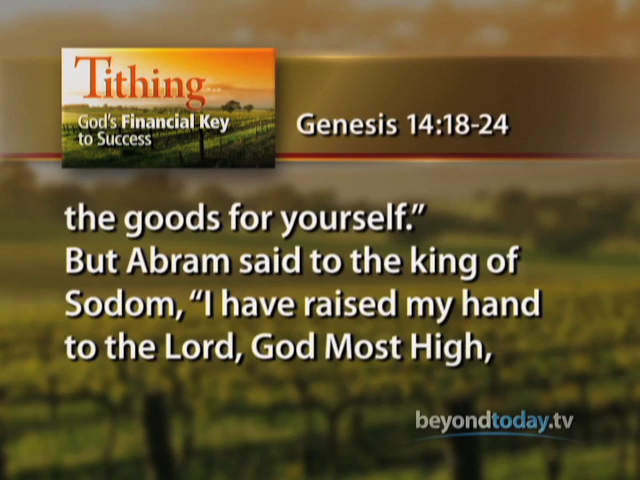 Tithing
God's Financial Key
to Success
Genesis 14:18-24
the goods for yourself."
But Abram said to the king of
Sodom, "I have raised my hand
to the Lord, God Most High,
beyondtoday.tv